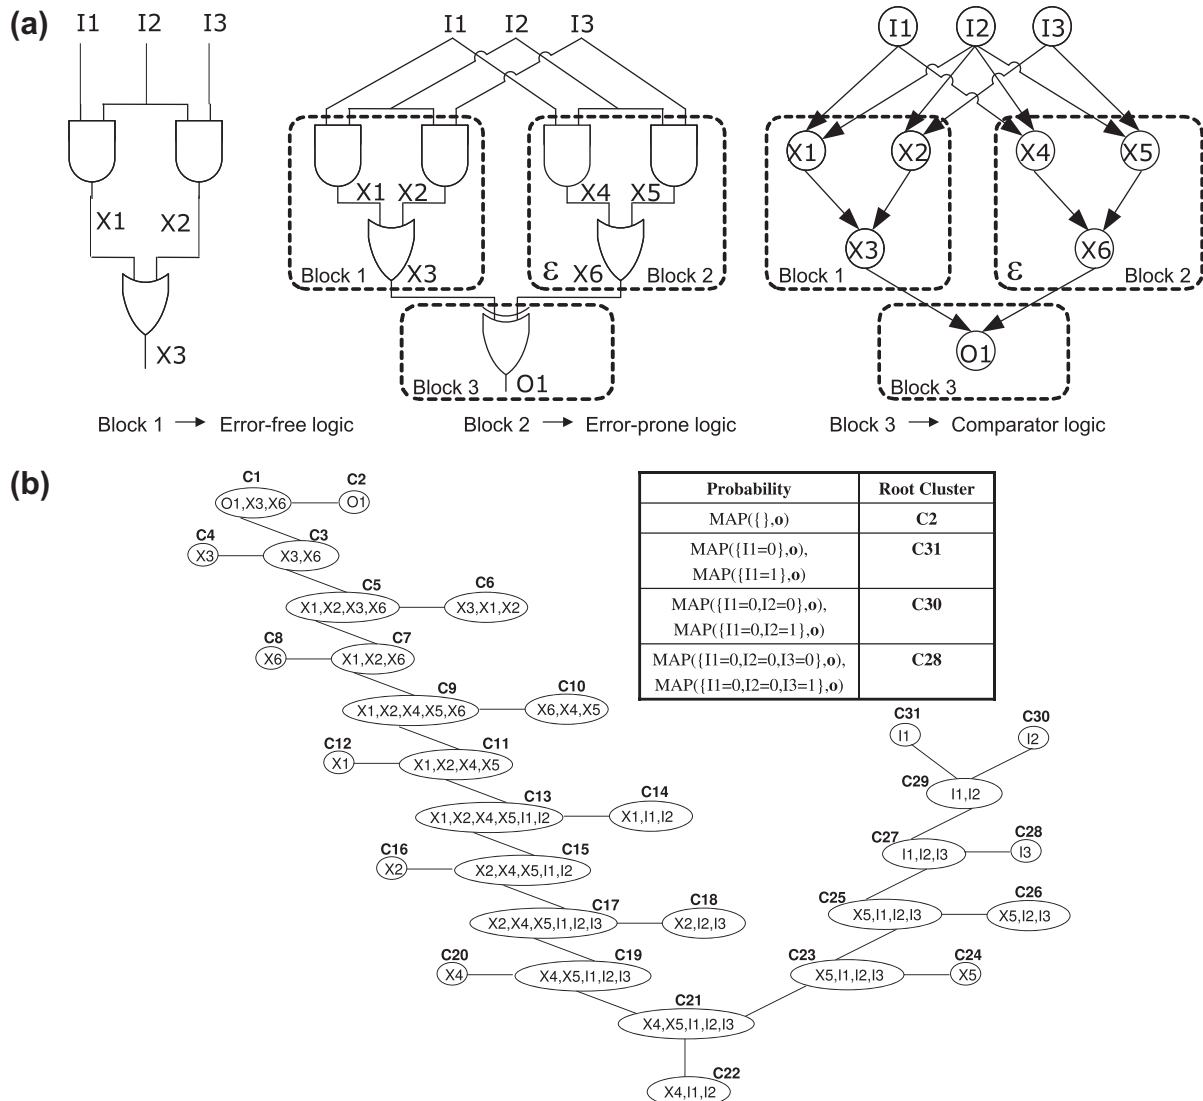 (a)
I1 I2 I3
X1 X2
X3
I1 I2 I3
X1 X2 X4 X5
Block 1 X3 ε X6 Block 2
Block 3 O1
I1 I2 I3
X1 X2 X4 X5
X3 X6
Block 1 ε Block 2
O1
Block 3
Block 1 → Error-free logic
Block 2 → Error-prone logic
Block 3 → Comparator logic
(b)
C1 C2
O1,X3,X6 O1
C4 C3
X3 X3,X6
C5 C6
X1,X2,X3,X6 X3,X1,X2
C8 C7
X6 X1,X2,X6
C9 C10
X1,X2,X4,X5,X6 X6,X4,X5
C12 C11
X1 X1,X2,X4,X5
C13 C14
X1,X2,X4,X5,I1,I2 X1,I1,I2
C16 C15
X2 X2,X4,X5,I1,I2
C17 C18
X2,X4,X5,I1,I2,I3 X2,I2,I3
C20 C19
X4 X4,X5,I1,I2,I3
C21
X4,X5,I1,I2,I3
C22
X4,I1,I2
Probability Root Cluster
MAP({},o) C2
MAP({I1=0},o), C31
MAP({I1=1},o)
MAP({I1=0,I2=0},o), C30
MAP({I1=0,I2=1},o)
MAP({I1=0,I2=0,I3=0},o), C28
MAP({I1=0,I2=0,I3=1},o)
C31 C30
I1 I2
C29
I1,I2
C27 C28
I1,I2,I3 I3
C25 C26
X5,I1,I2,I3 X5,I2,I3
C23 C24
X5,I1,I2,I3 X5